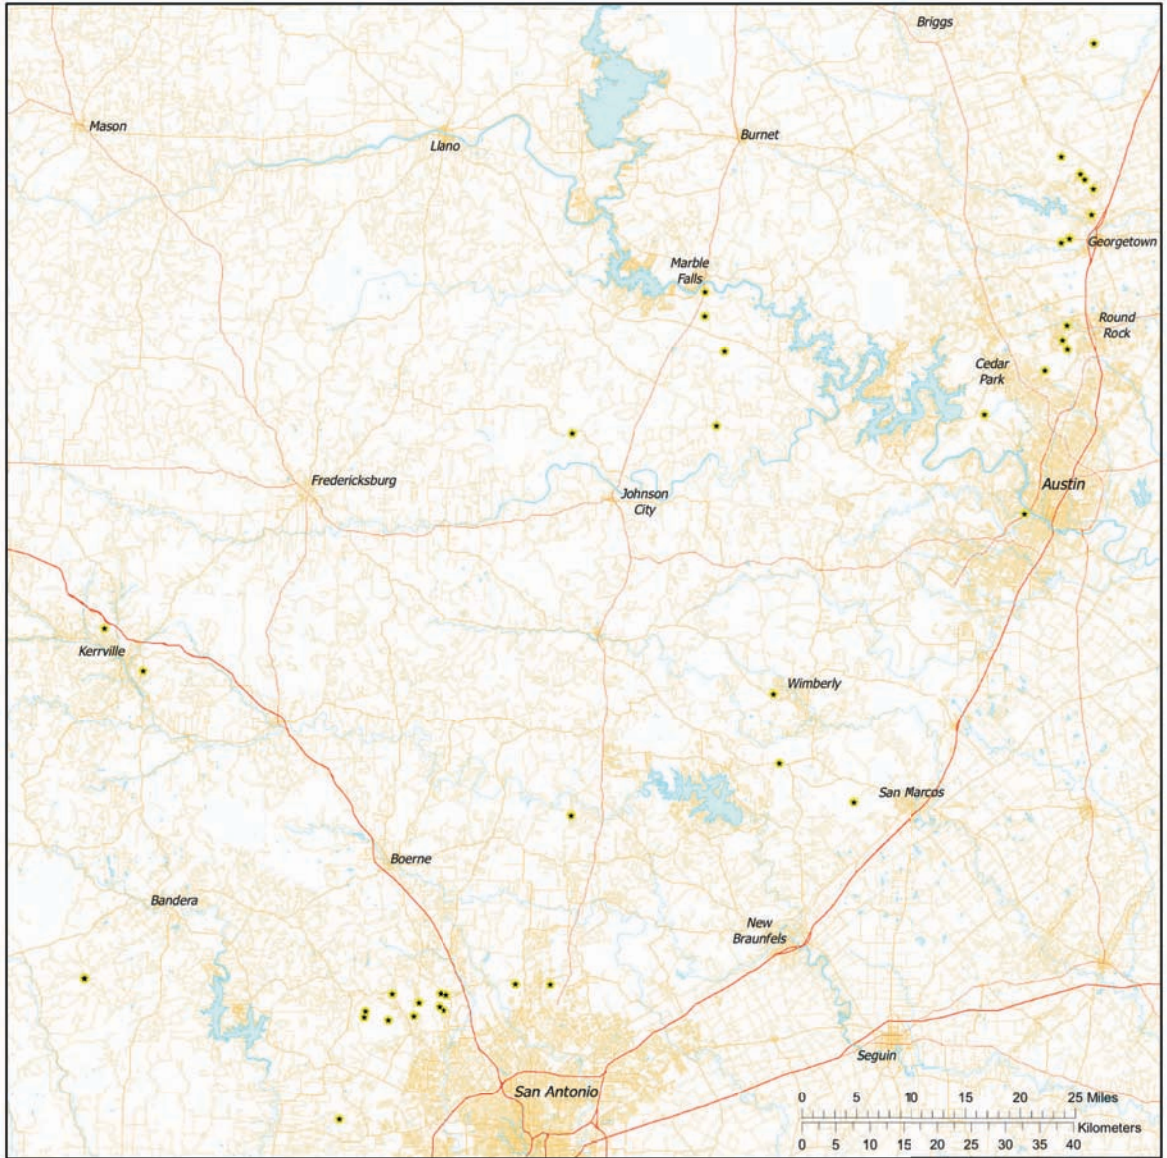 Briggs
Mason
Burnet
Llano
Georgetown
Marble
Falls
Round
Rock
Cedar
Park
Fredericksburg
Austin
Johnson
City
Kerrville
Wimberly
San Marcos
Boerne
Bandera
New
Braunfels
Seguin
San Antonio
0 5 10 15 20 25 Miles
Kilometers
0 5 10 15 20 25 30 35 40